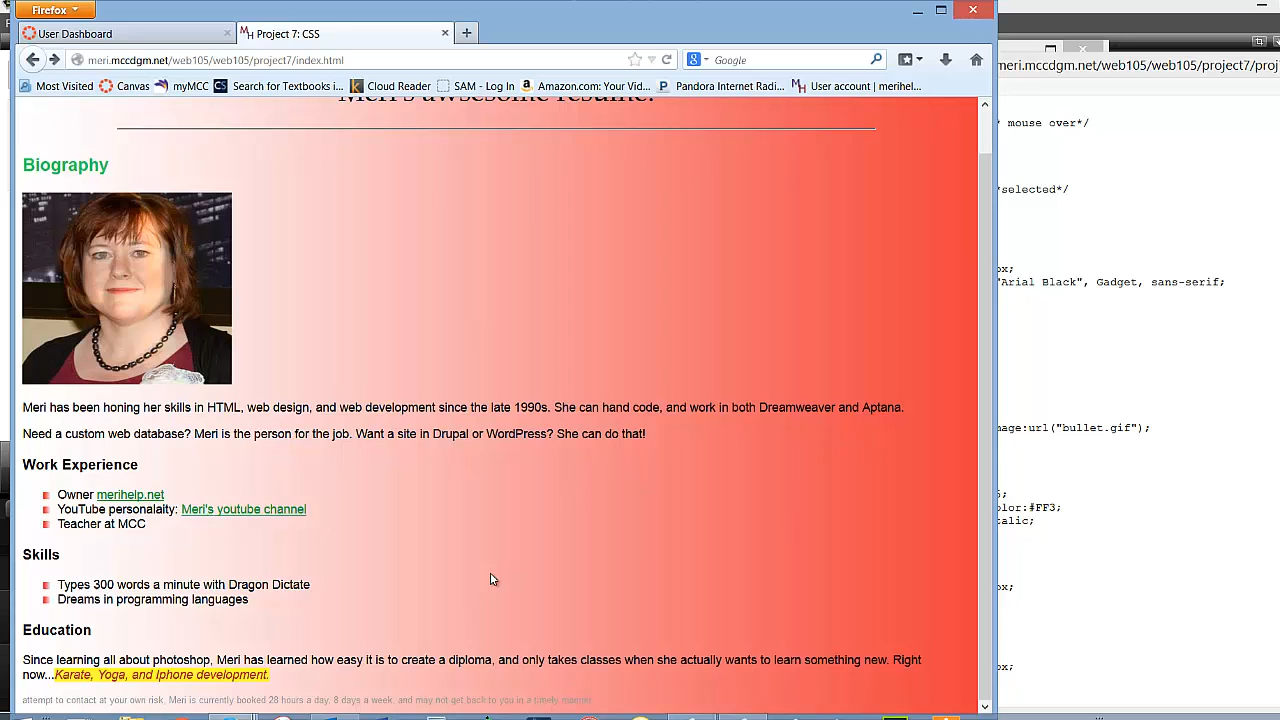 Firefox
User Dashboard
Project 7: CSS
meri.mccdgm.net/web105/web105/project7/index.html
Google
meri.mccdgm.net/web105/web105/project7/proj
Most Visited Canvas myMCC Search for Textbooks i... Cloud Reader SAM - Log In Amazon.com: Your Vid... Pandora Internet Radi... User account | merihel...
Meri's awsesome resume.
mouse over*/
Biography
selected*/
ox;
"Arial Black", Gadget, sans-serif;
Meri has been honing her skills in HTML, web design, and web development since the late 1990s. She can hand code, and work in both Dreamweaver and Aptana.
mage:url("bullet.gif");
Need a custom web database? Meri is the person for the job. Want a site in Drupal or WordPress? She can do that!
Work Experience
Owner merihelp.net
YouTube personalaity: Meri's youtube channel
olor:#FF3;
talic;
Teacher at MCC
Skills
Types 300 words a minute with Dragon Dictate
ox;
Dreams in programming languages
Education
Since learning all about photoshop, Meri has learned how easy it is to create a diploma, and only takes classes when she actually wants to learn something new. Right
ox;
now...Karate, Yoga, and Iphone development.
attempt to contact at your own risk, Meri is currently booked 28 hours a day, 8 days a week, and may not get back to you in a timely manner.